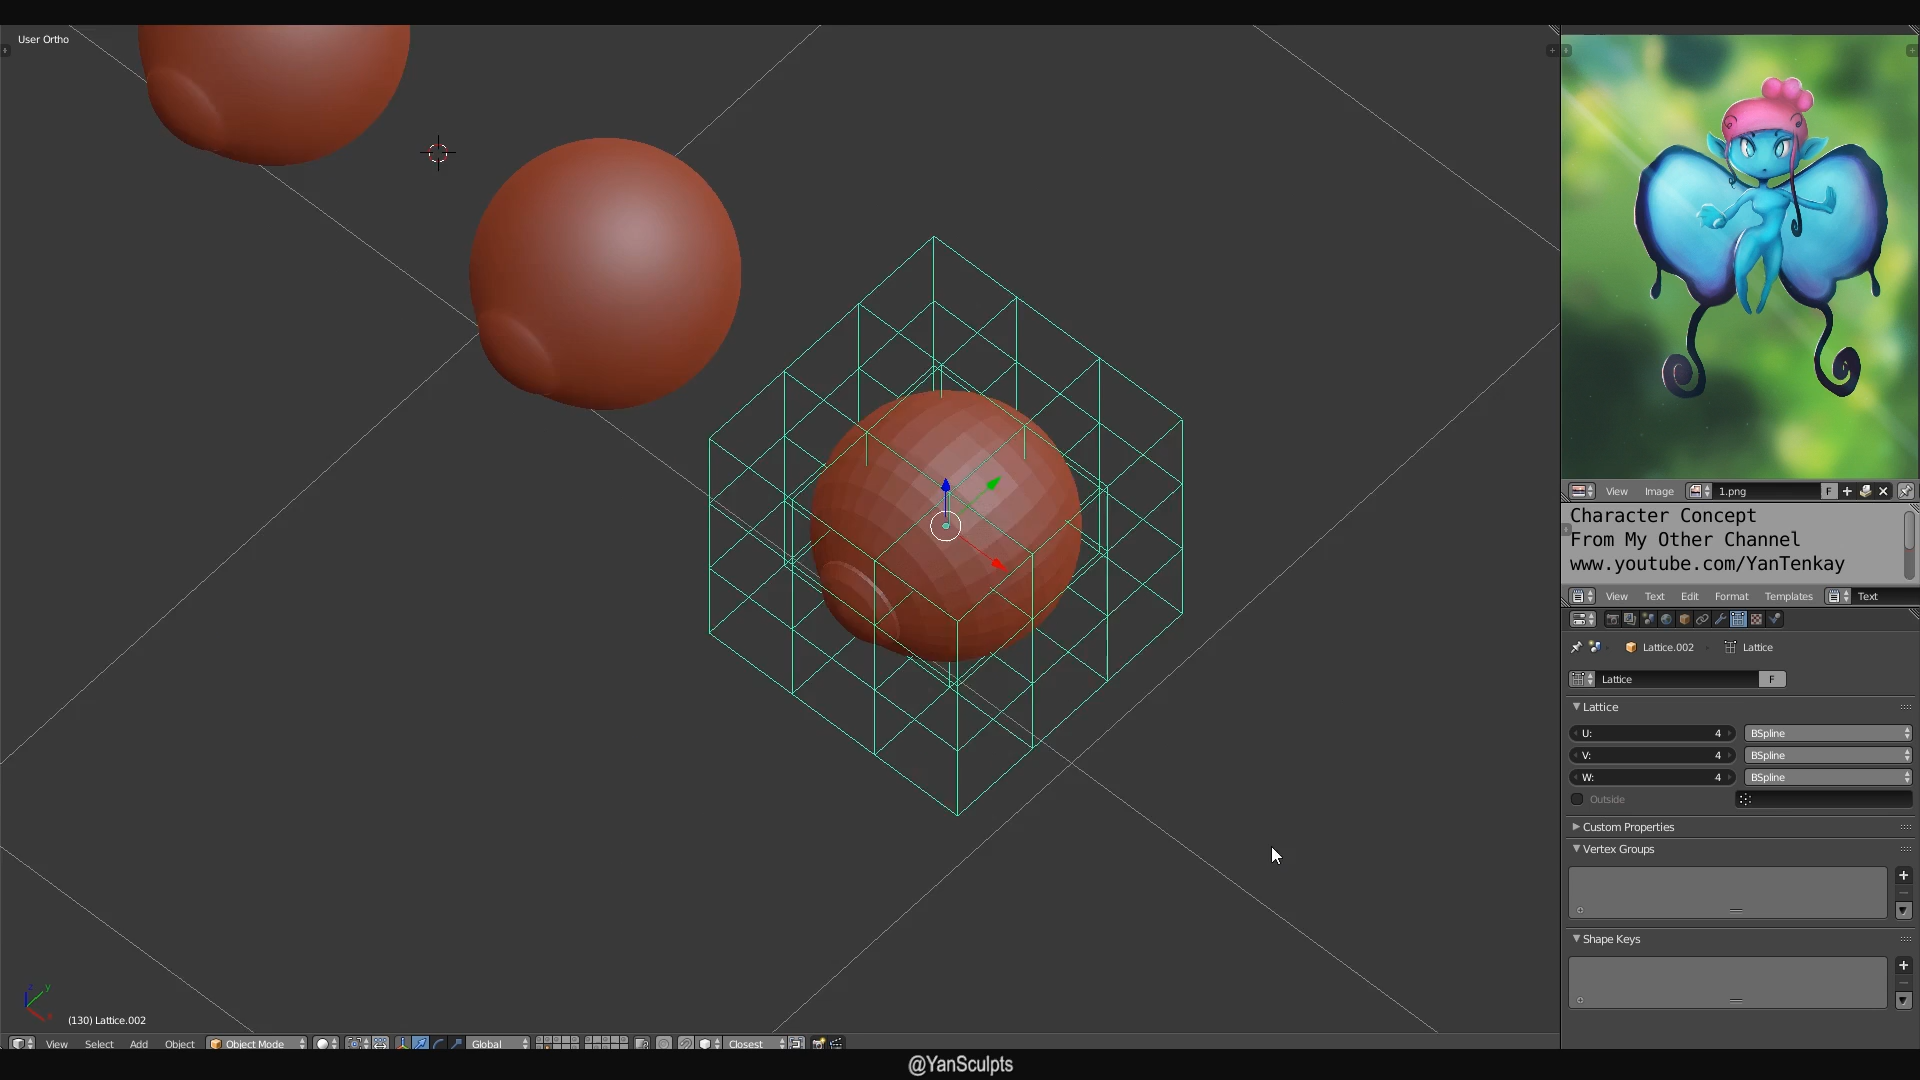 User Ortho
View Image 1.png F
Character Concept
From My Other Channel
www.youtube.com/YanTenkay
View Text Edit Format Templates Text
Lattice.002 Lattice
Lattice F
Lattice
U: 4 BSpline
V: 4 BSpline
W: 4 BSpline
Outside
Custom Properties
Vertex Groups
Shape Keys
z y x
(130) Lattice.002
View Select Add Object Object Mode Global Closest
@YanSculpts